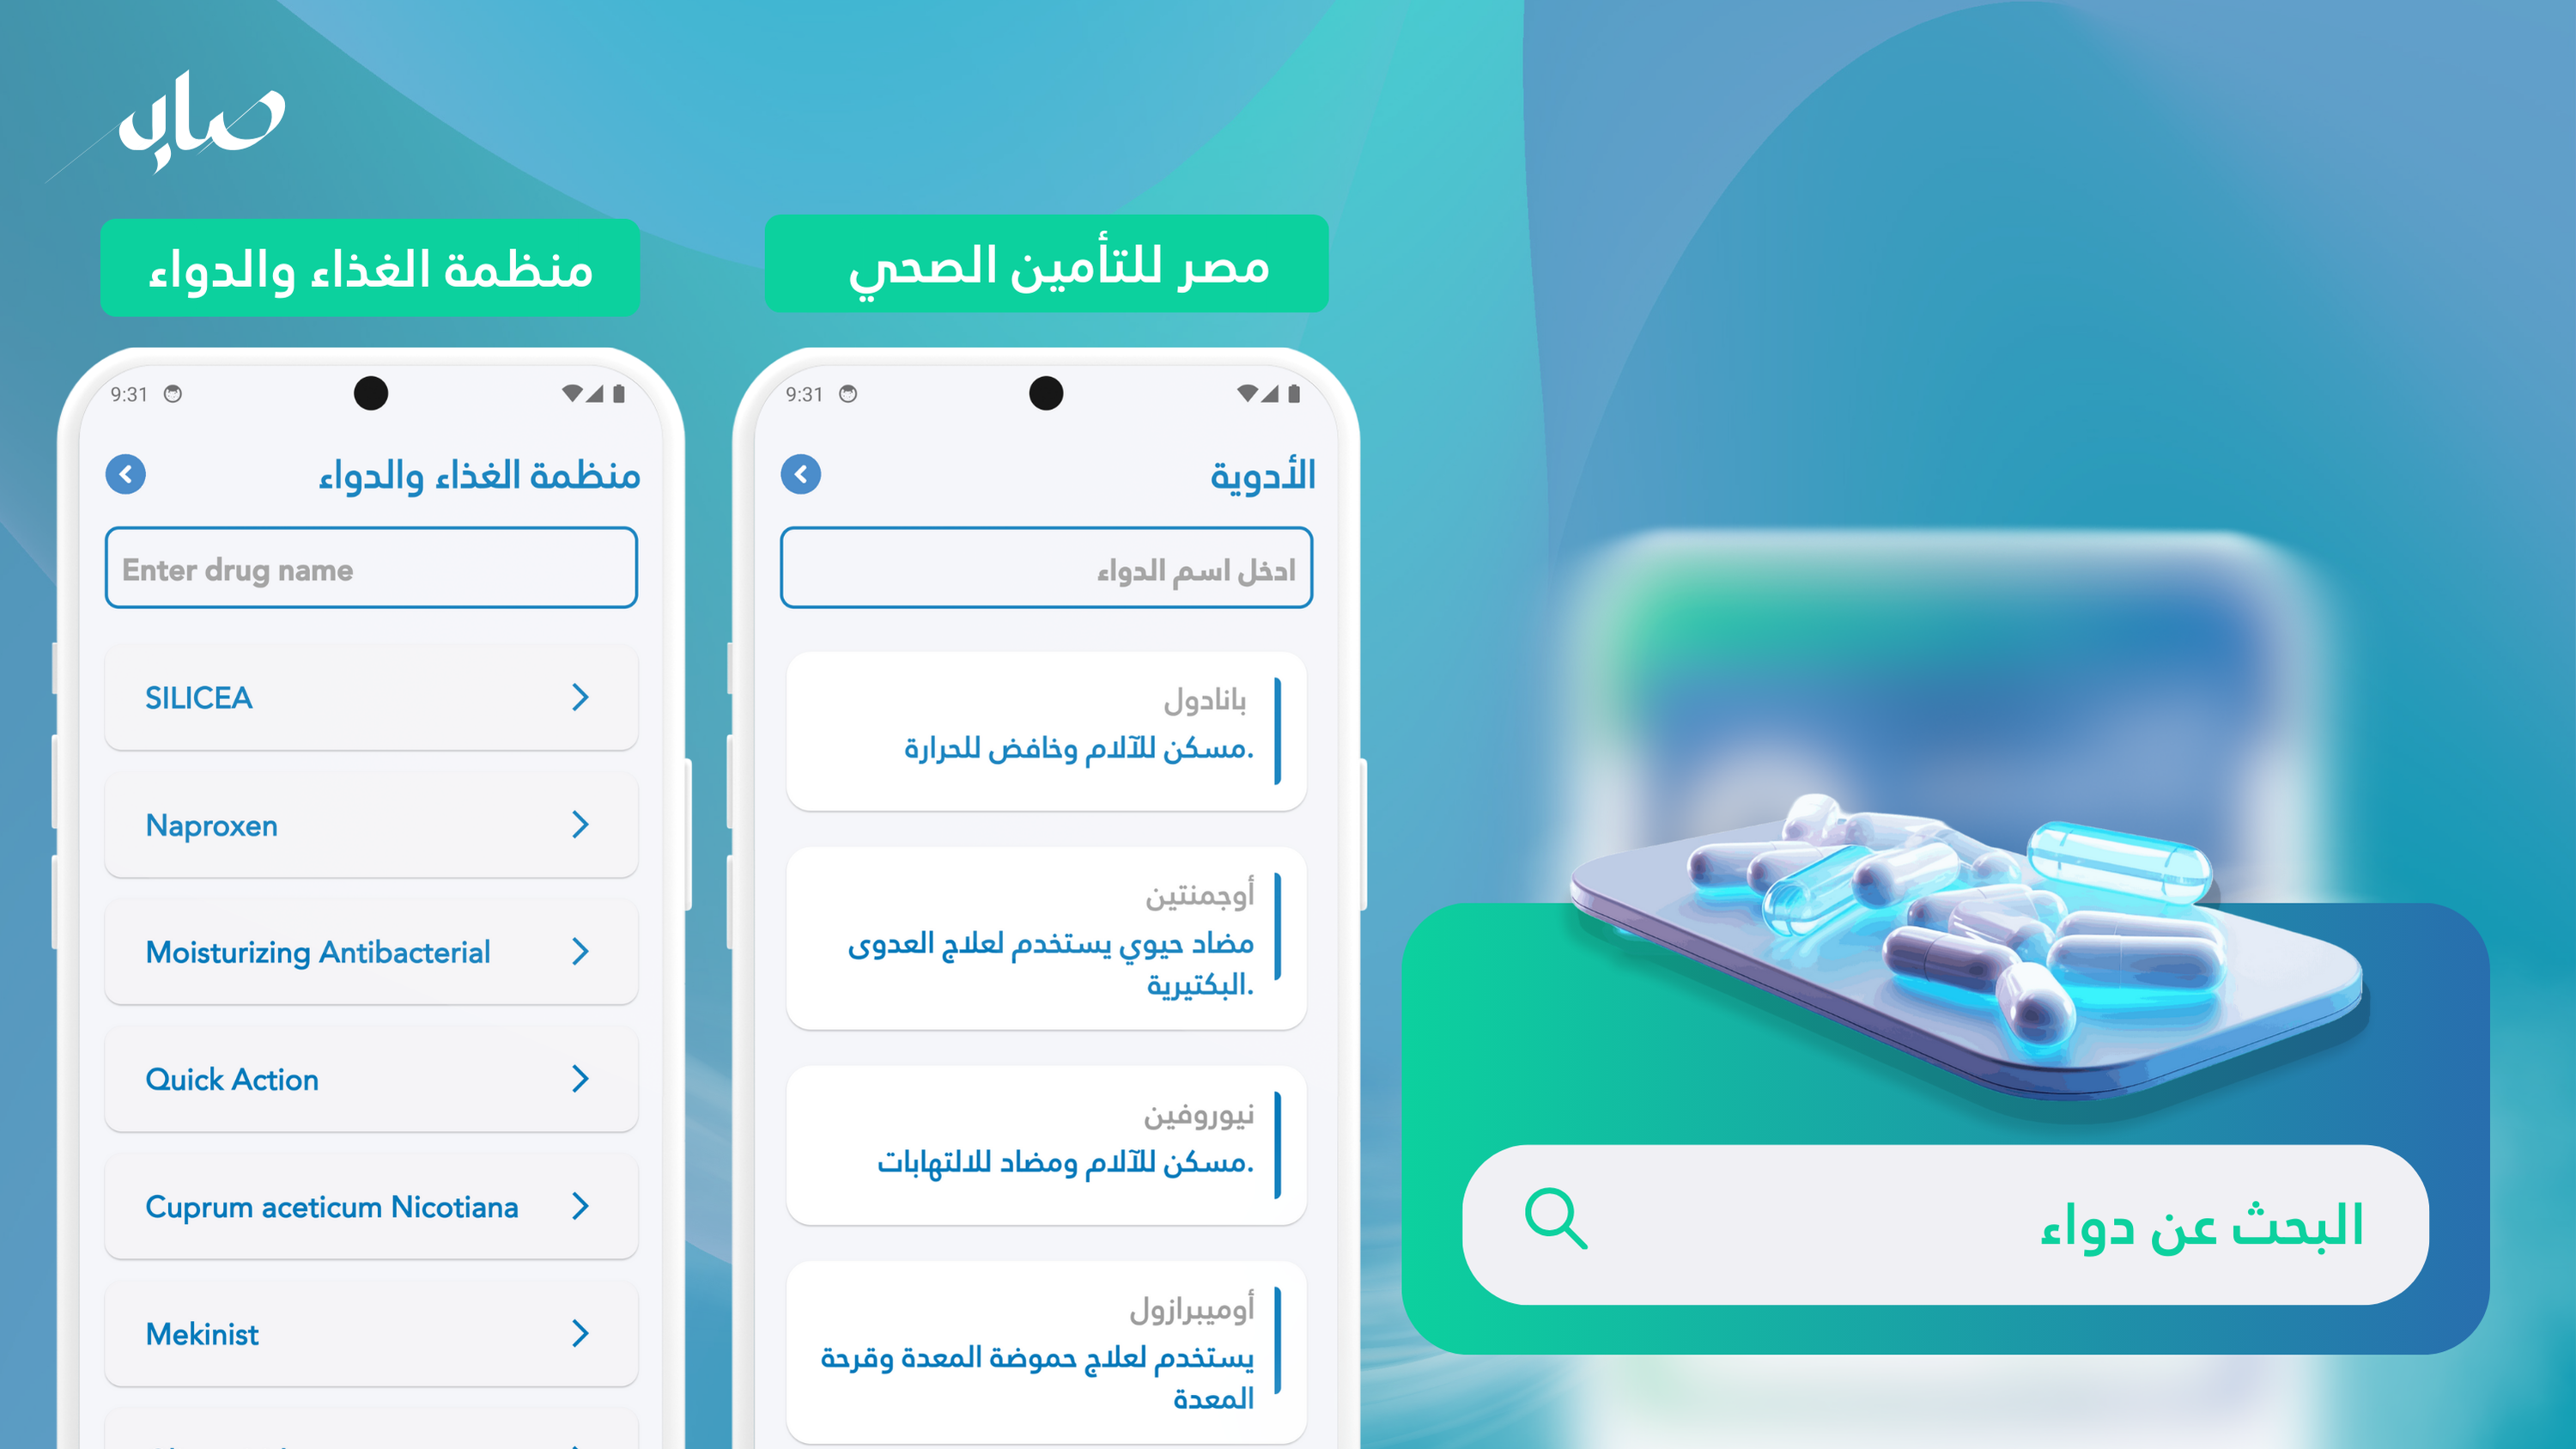 صاب
منظمة الغذاء والدواء
9:31
منظمة الغذاء والدواء
Enter drug name
SILICEA
Naproxen
Moisturizing Antibacterial
Quick Action
Cuprum aceticum Nicotiana
Mekinist
مصر للتأمين الصحي
9:31
الأدوية
ادخل اسم الدواء
بانادول
مسكن للآلام وخافض للحرارة.
أوجمنتين
مضاد حيوي يستخدم لعلاج العدوى
البكتيرية.
نيوروفين
مسكن للآلام ومضاد للالتهابات.
أوميبرازول
يستخدم لعلاج حموضة المعدة وقرحة
المعدة
البحث عن دواء